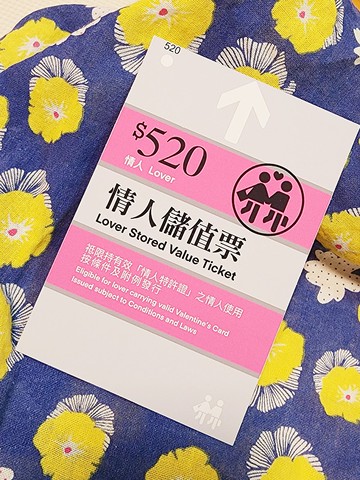 520
$520
情人 Lover
情人儲值票
Lover Stored Value Ticket
祇限持有效「情人特許證」之情人使用
按條件及附例發行
Eligible for lover carrying valid Valentine's Card
Issued subject to Conditions and Laws